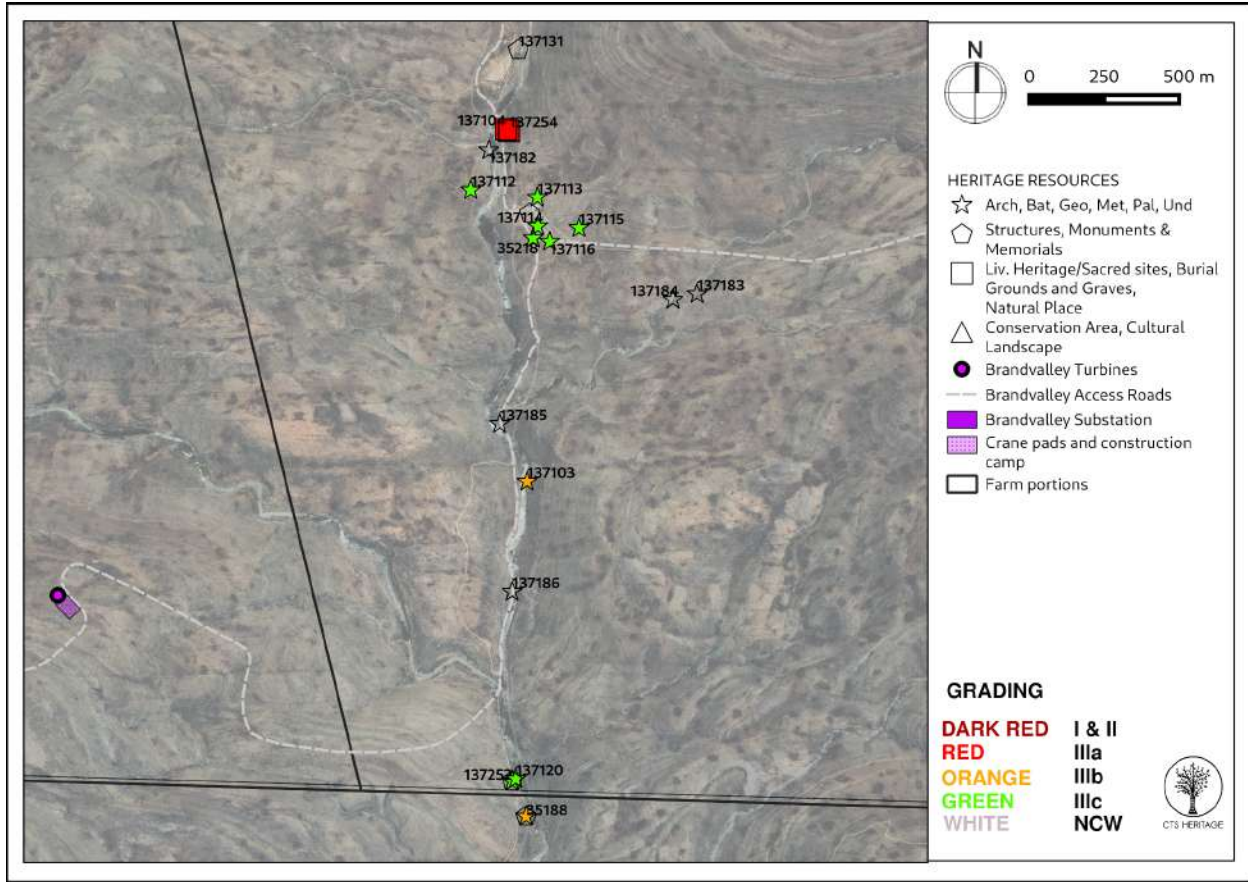 137131
137104
137254
137182
137112
137113
137114
137115
35218
137116
137184
137183
137185
137103
137186
137252
137120
35188
N
0 250 500 m
HERITAGE RESOURCES
Arch, Bat, Geo, Met, Pal, Und
Structures, Monuments &
Memorials
Liv. Heritage/Sacred sites, Burial
Grounds and Graves,
Natural Place
Conservation Area, Cultural
Landscape
Brandvalley Turbines
Brandvalley Access Roads
Brandvalley Substation
Crane pads and construction
camp
Farm portions
GRADING
DARK RED I & II
RED IIIa
ORANGE IIIb
GREEN IIIc
WHITE NCW
CTS HERITAGE